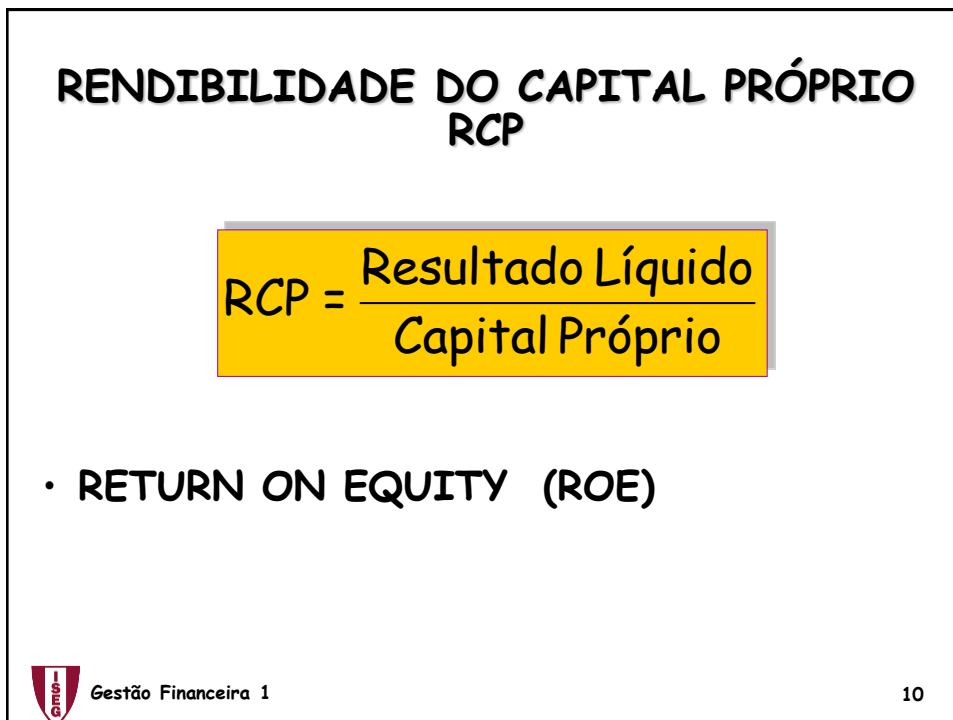 RENDIBILIDADE DO CAPITAL PRÓPRIO
RCP
RCP = Resultado Líquido
Capital Próprio
• RETURN ON EQUITY (ROE)
ISEG
Gestão Financeira 1
10